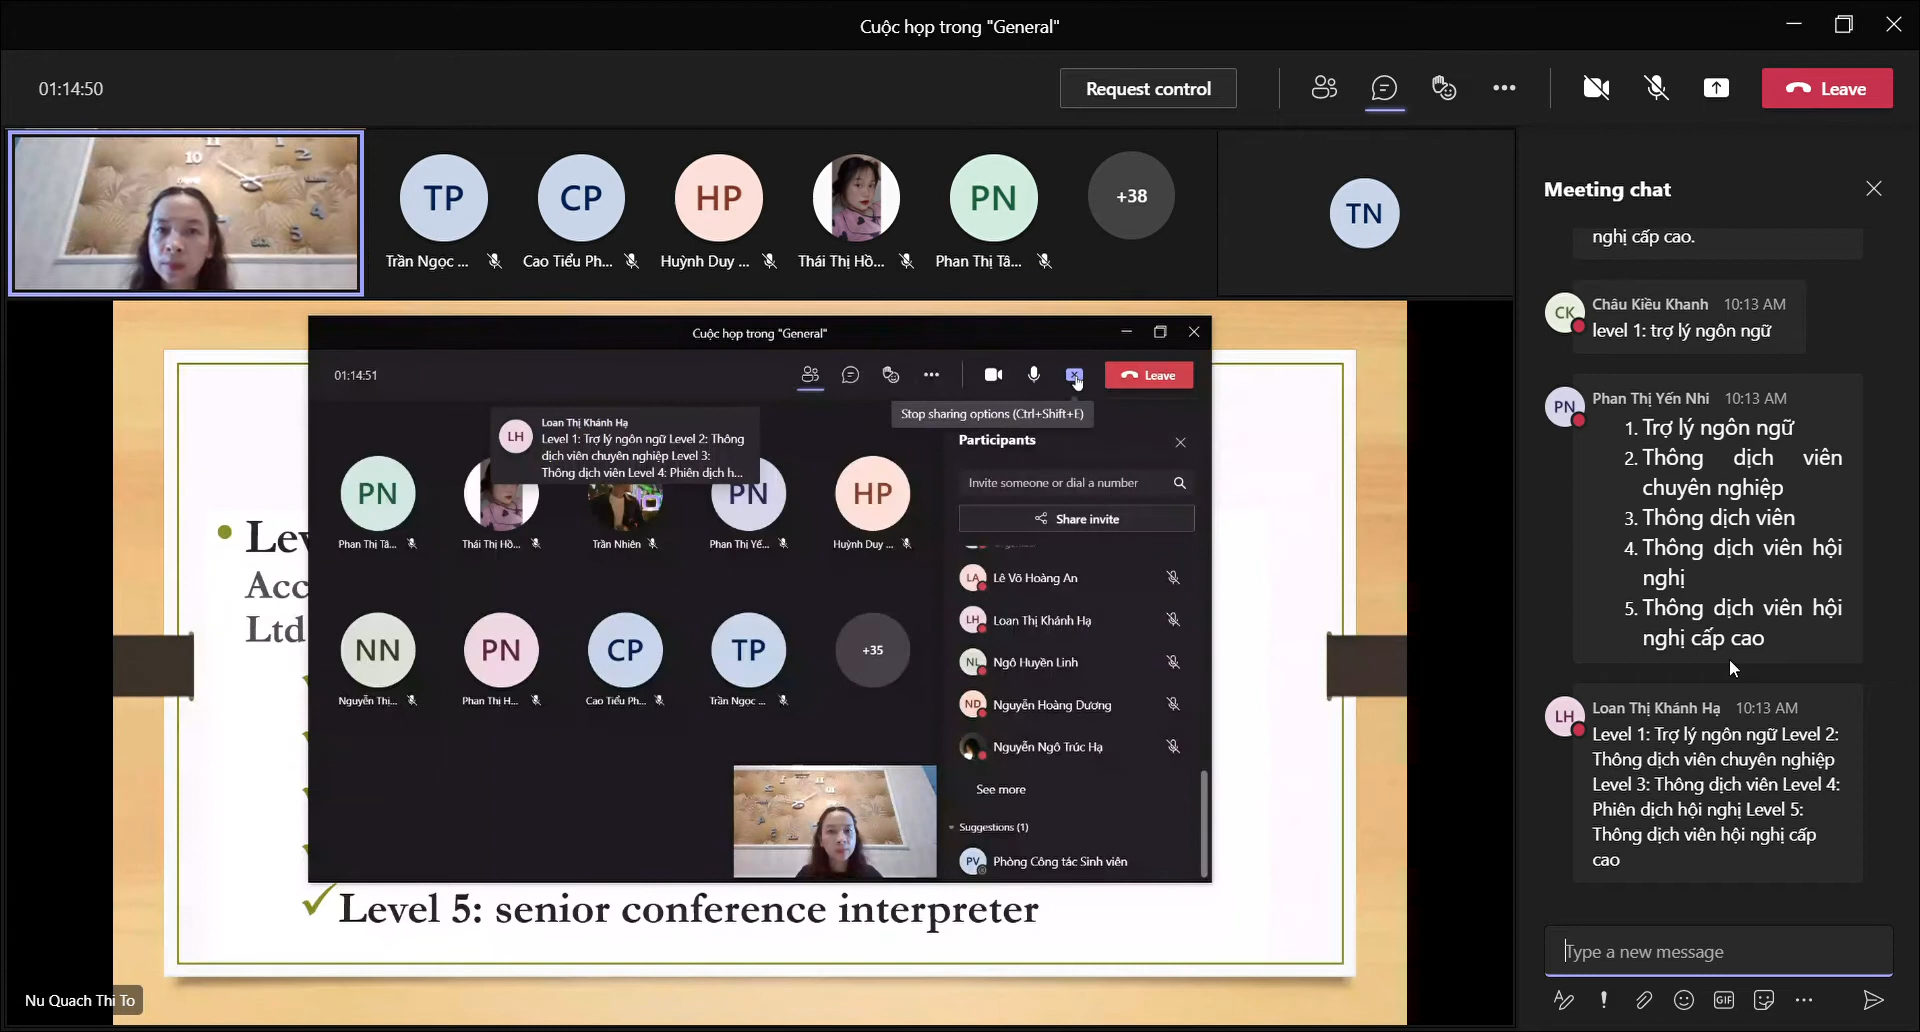 Cuộc họp trong "General"
01:14:50
Request control
Leave
TP
CP
HP
PN
+38
TN
Trần Ngọc ...
Cao Tiểu Ph...
Huỳnh Duy ...
Thái Thị Hồ...
Phan Thị Tâ...
Cuộc họp trong "General"
01:14:51
Leave
Stop sharing options (Ctrl+Shift+E)
LH
Loan Thị Khánh Hạ
Level 1: Trợ lý ngôn ngữ Level 2: Thông
dịch viên chuyên nghiệp Level 3:
Thông dịch viên Level 4: Phiên dịch h...
PN
PN
HP
Phan Thị Tâ...
Thái Thị Hồ...
Trần Nhiên
Phan Thị Yế...
Huỳnh Duy ...
NN
PN
CP
TP
+35
Nguyễn Thị...
Phan Thị H...
Cao Tiểu Ph...
Trần Ngọc ...
Participants
Invite someone or dial a number
Share invite
LA Lê Võ Hoàng An
LH Loan Thị Khánh Hạ
NL Ngô Huyền Linh
ND Nguyễn Hoàng Dương
Nguyễn Ngô Trúc Hạ
See more
Suggestions (1)
PV Phòng Công tác Sinh viên
Lev
Acc
Ltd
Level 5: senior conference interpreter
Nu Quach Thi To
Meeting chat
nghị cấp cao.
CK
Châu Kiều Khanh 10:13 AM
level 1: trợ lý ngôn ngữ
PN
Phan Thị Yến Nhi 10:13 AM
1. Trợ lý ngôn ngữ
2. Thông dịch viên
chuyên nghiệp
3. Thông dịch viên
4. Thông dịch viên hội
nghị
5. Thông dịch viên hội
nghị cấp cao
LH
Loan Thị Khánh Hạ 10:13 AM
Level 1: Trợ lý ngôn ngữ Level 2:
Thông dịch viên chuyên nghiệp
Level 3: Thông dịch viên Level 4:
Phiên dịch hội nghị Level 5:
Thông dịch viên hội nghị cấp
cao
Type a new message
GIF